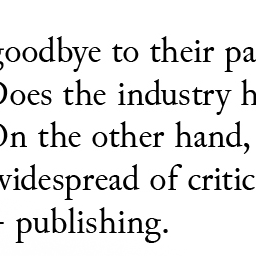 goodbye to their pa
Does the industry h
On the other hand,
widespread of critic
- publishing.